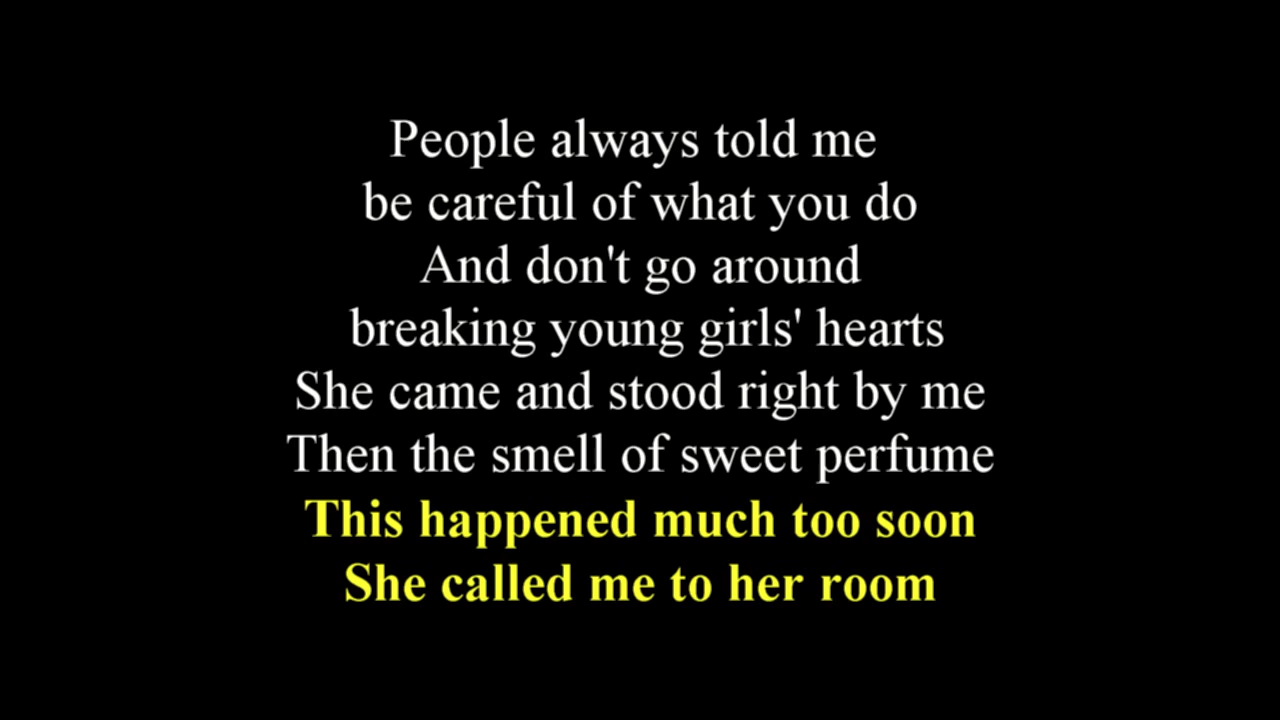 People always told me
be careful of what you do
And don't go around
breaking young girls' hearts
She came and stood right by me
Then the smell of sweet perfume
This happened much too soon
She called me to her room